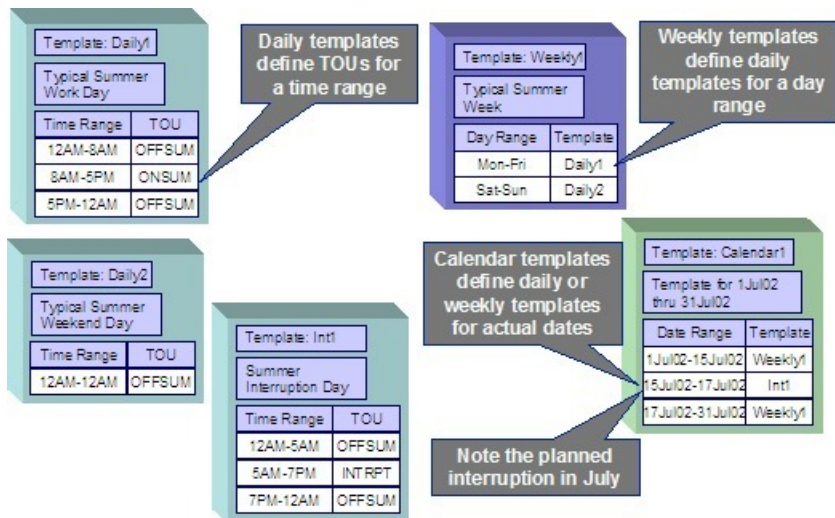 Template: Daily1
Typical Summer
Work Day
Time Range TOU
12AM-8AM OFFSUM
8AM-5PM ONSUM
5PM-12AM OFFSUM
Daily templates
define TOUs for
a time range
Template: Weekly1
Typical Summer
Week
Day Range Template
Mon-Fri Daily1
Sat-Sun Daily2
Weekly templates
define daily
templates for a day
range
Template: Daily2
Typical Summer
Weekend Day
Time Range TOU
12AM-12AM OFFSUM
Template: Int1
Summer
Interruption Day
Time Range TOU
12AM-5AM OFFSUM
5AM-7PM INTRPT
7PM-12AM OFFSUM
Calendar templates
define daily or
weekly templates
for actual dates
Template: Calendar1
Template for 1Jul02
thru 31Jul02
Date Range Template
1Jul02-15Jul02 Weekly1
15Jul02-17Jul02 Int1
17Jul02-31Jul02 Weekly1
Note the planned
interruption in July